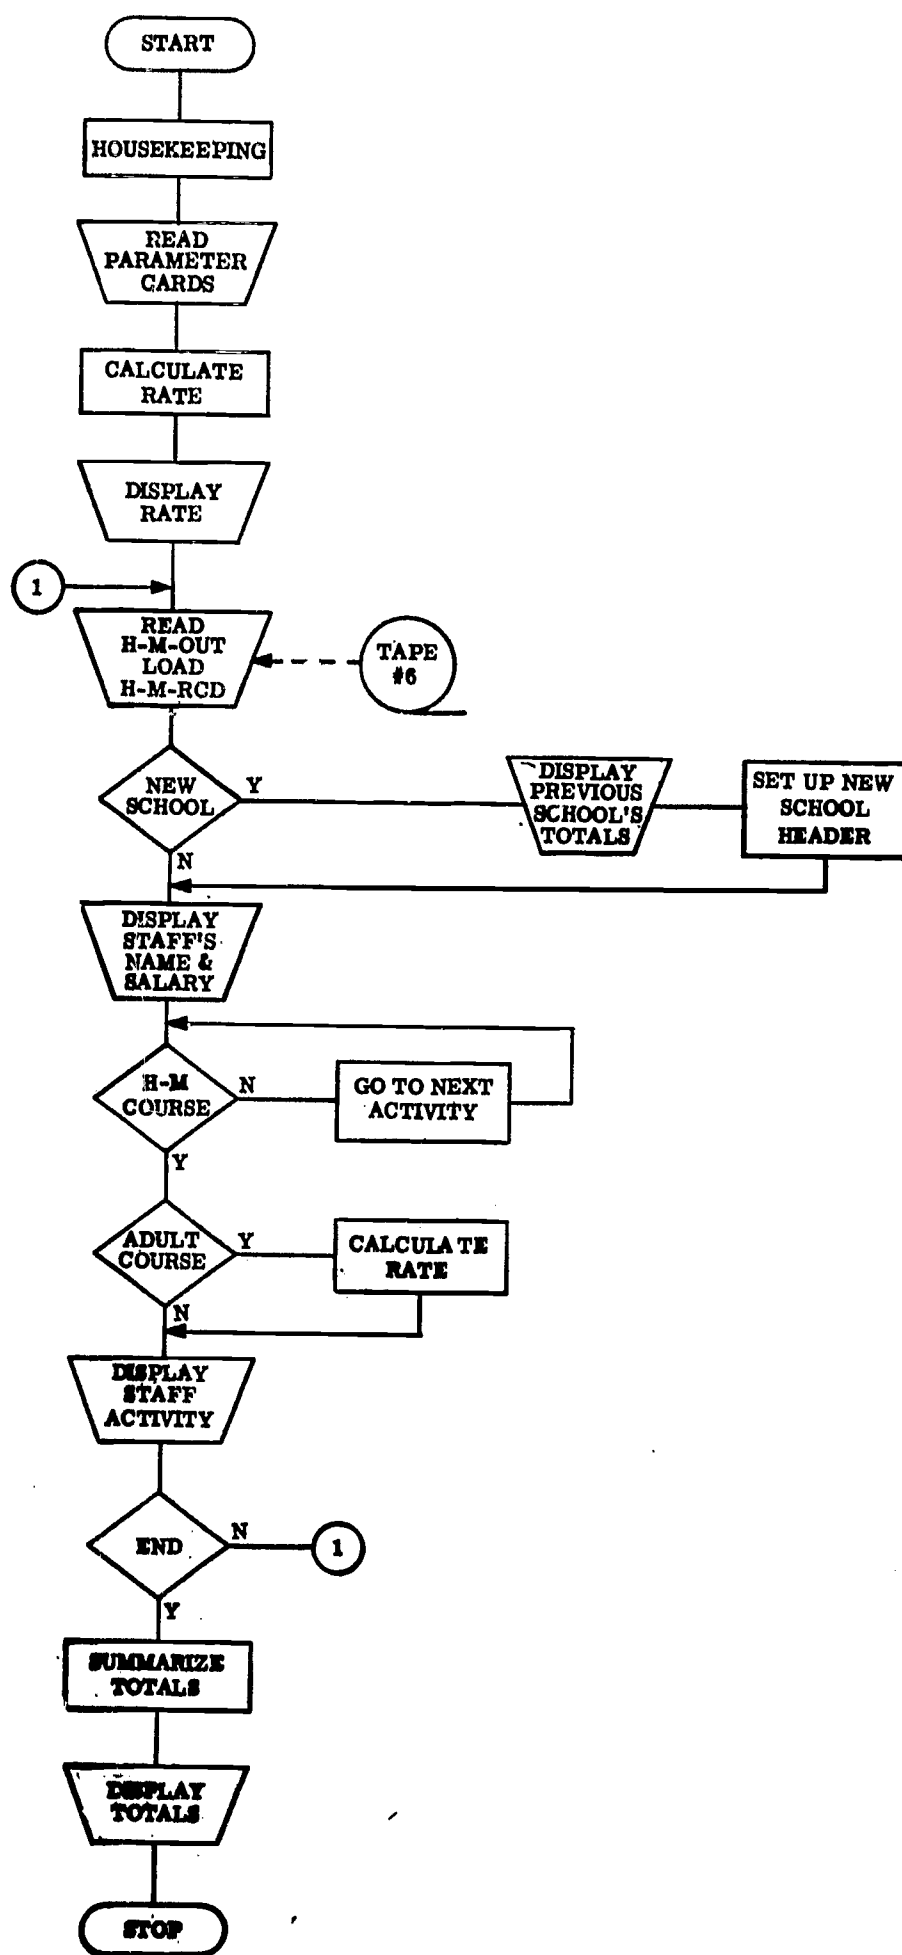 START
HOUSEKEEPING
READ
PARAMETER
CARDS
CALCULATE
RATE
DISPLAY
RATE
1
READ
H-M-OUT
LOAD
H-M-RCD
TAPE
#6
NEW
SCHOOL
Y
N
DISPLAY
PREVIOUS
SCHOOL'S
TOTALS
SET UP NEW
SCHOOL
HEADER
DISPLAY
STAFF'S
NAME &
SALARY
H-M
COURSE
N
Y
GO TO NEXT
ACTIVITY
ADULT
COURSE
Y
N
CALCULATE
RATE
DISPLAY
STAFF
ACTIVITY
END
N
1
Y
SUMMARIZE
TOTALS
DISPLAY
TOTALS
STOP